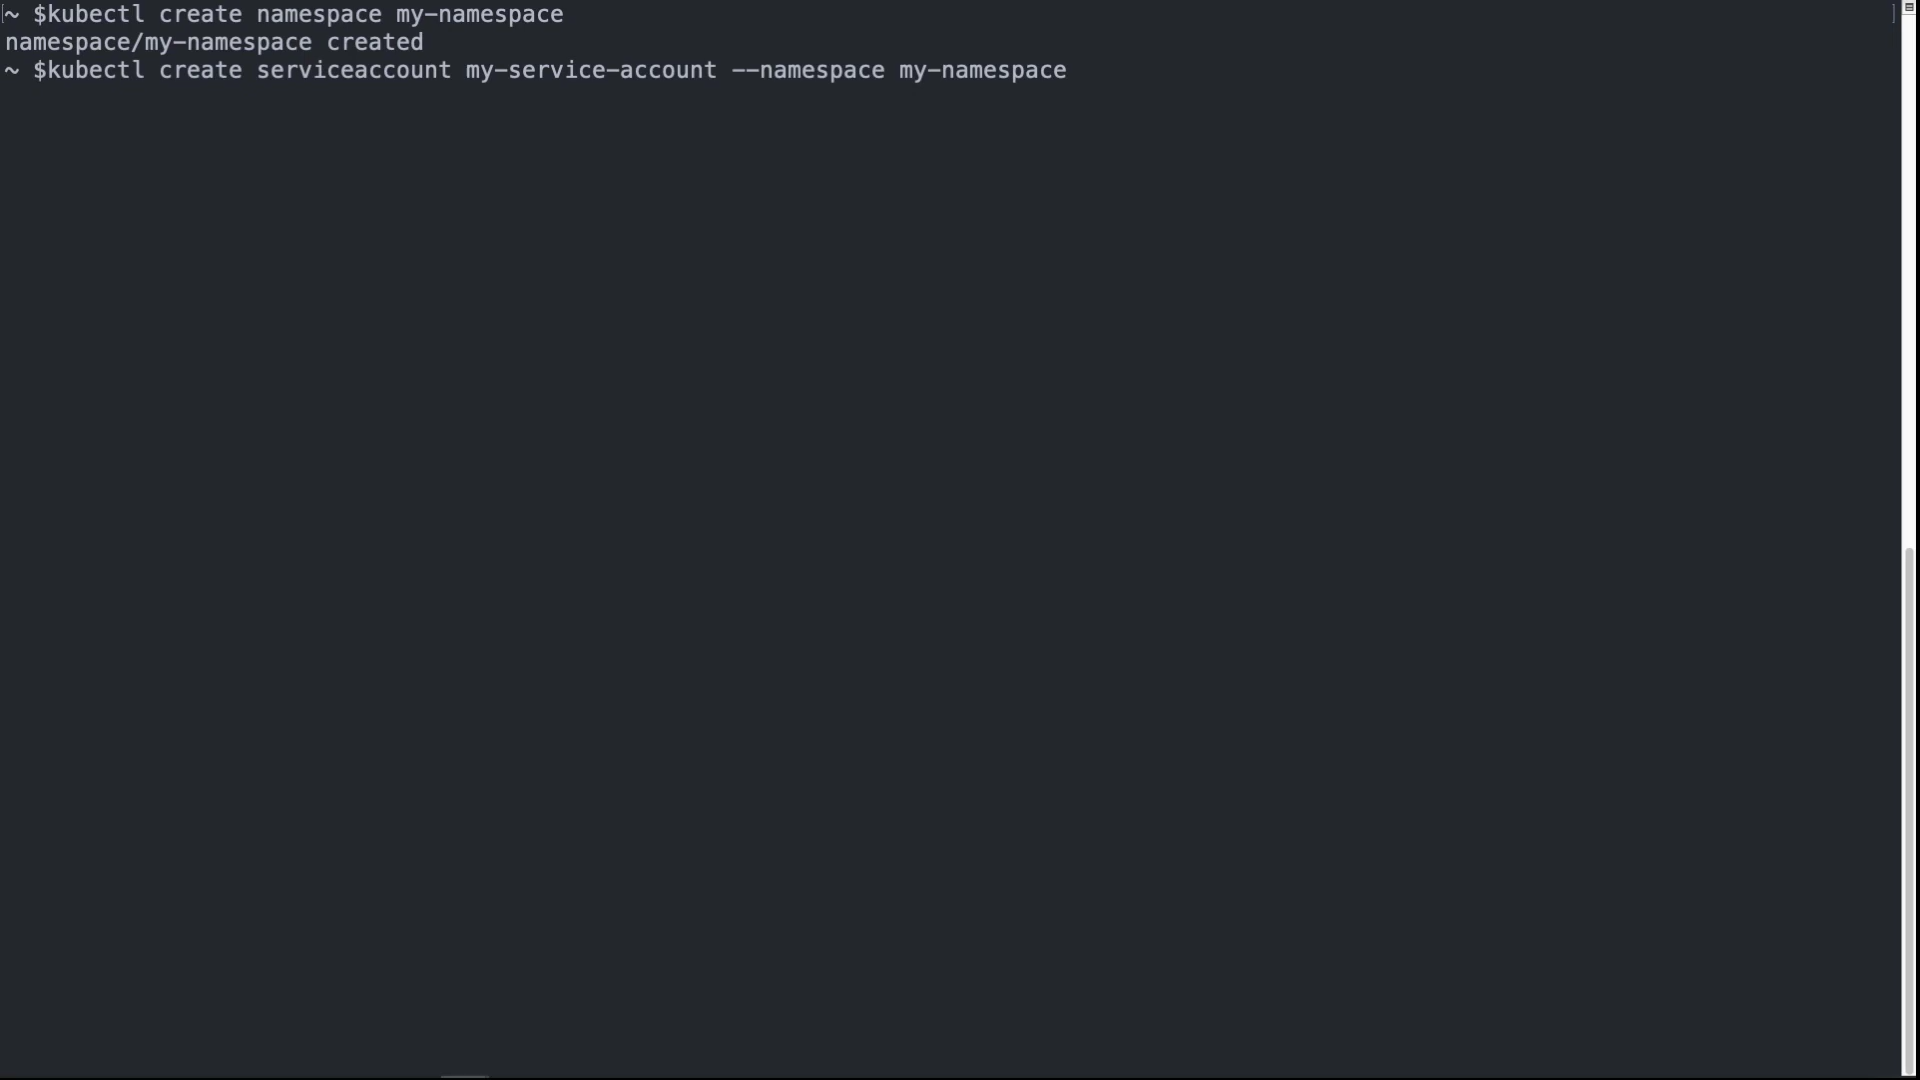 ~ $kubectl create namespace my-namespace
namespace/my-namespace created
~ $kubectl create serviceaccount my-service-account --namespace my-namespace